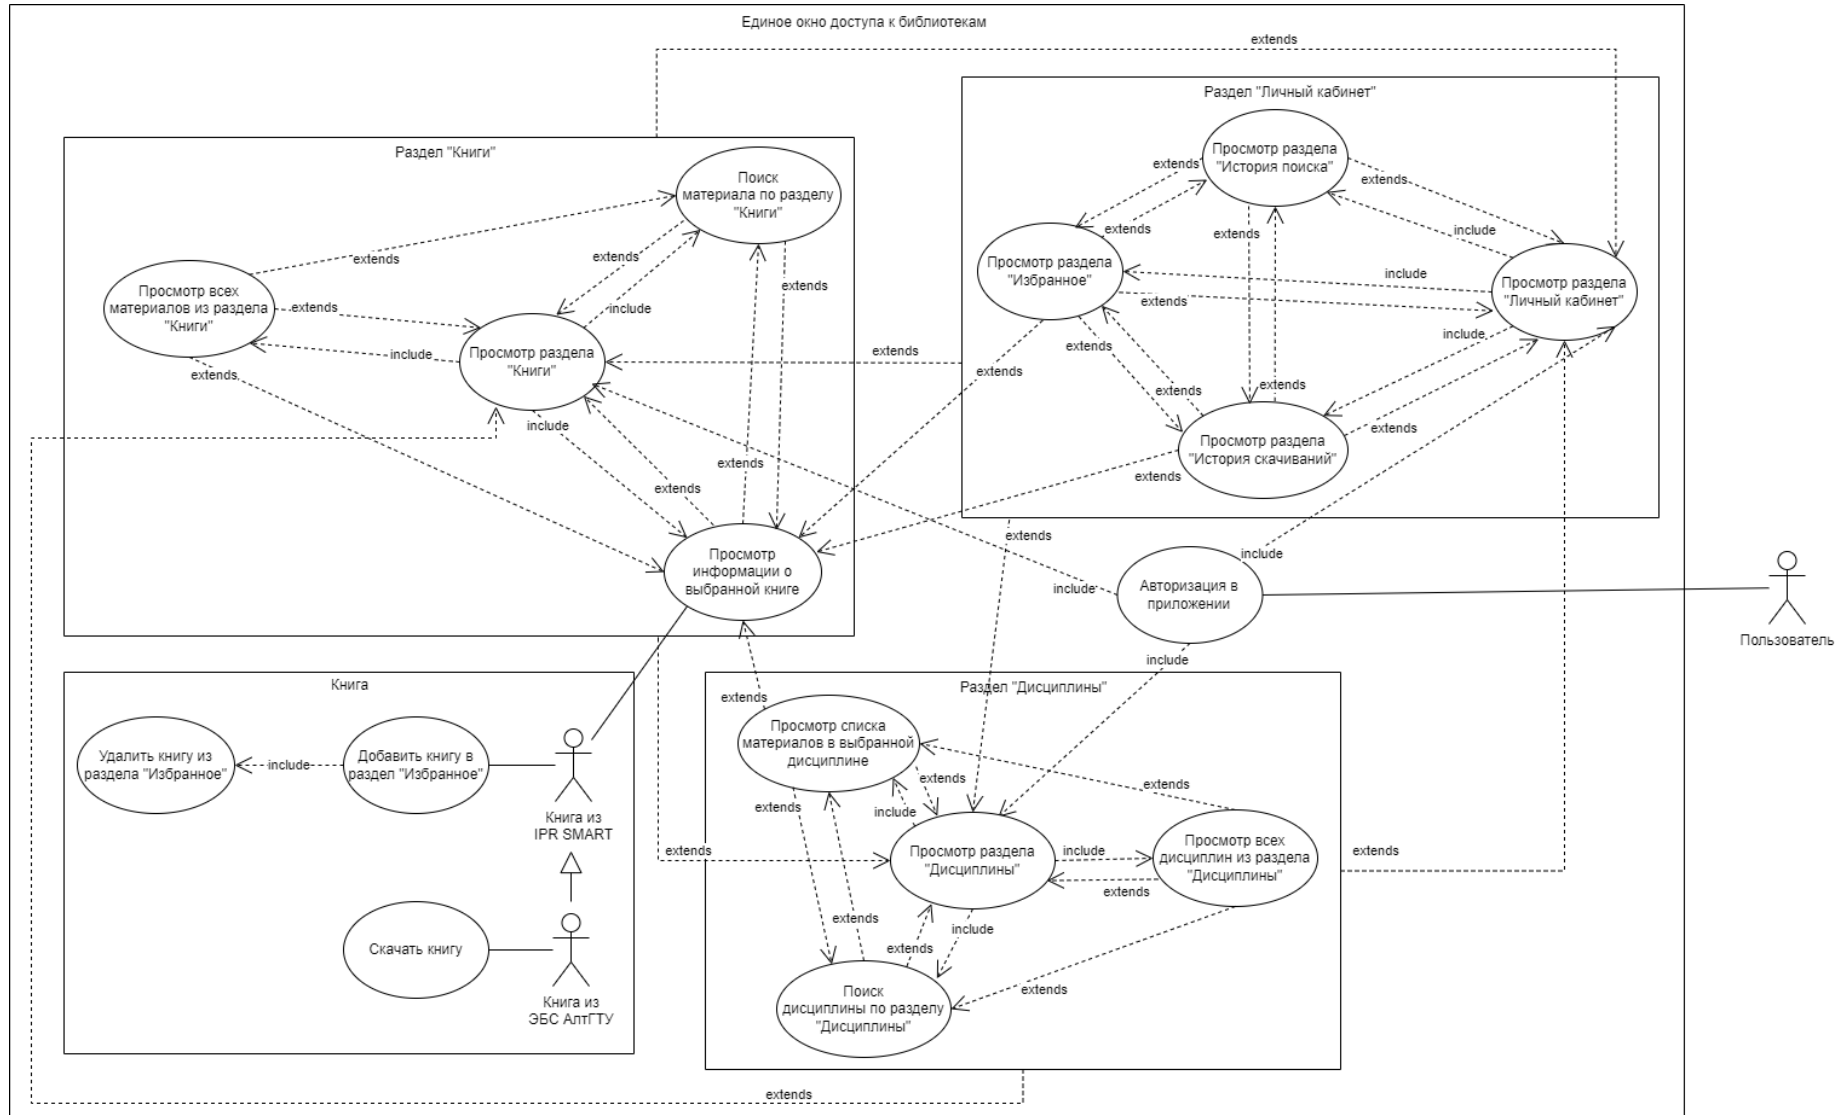 Единое окно доступа к библиотекам
extends
Раздел "Личный кабинет"
Просмотр раздела
"История поиска"
extends
extends
extends
extends
include
Просмотр раздела
"Избранное"
include
extends
Просмотр раздела
"Личный кабинет"
extends
include
extends
extends
extends
extends
Просмотр раздела
"История скачиваний"
extends
extends
Раздел "Книги"
Поиск
материала по разделу
"Книги"
extends
extends
extends
Просмотр всех
материалов из раздела
"Книги"
extends
include
include
Просмотр раздела
"Книги"
extends
extends
include
extends
extends
Просмотр
информации о
выбранной книге
extends
include
include
Авторизация в
приложении
include
Пользователь
Книга
Удалить книгу из
раздела "Избранное"
include
Добавить книгу в
раздел "Избранное"
Книга из
IPR SMART
Скачать книгу
Книга из
ЭБС АлтГТУ
Раздел "Дисциплины"
extends
Просмотр списка
материалов в выбранной
дисциплине
extends
extends
extends
include
extends
Просмотр раздела
"Дисциплины"
include
extends
Просмотр всех
дисциплин из раздела
"Дисциплины"
extends
extends
extends
include
extends
Поиск
дисциплины по разделу
"Дисциплины"
extends
extends